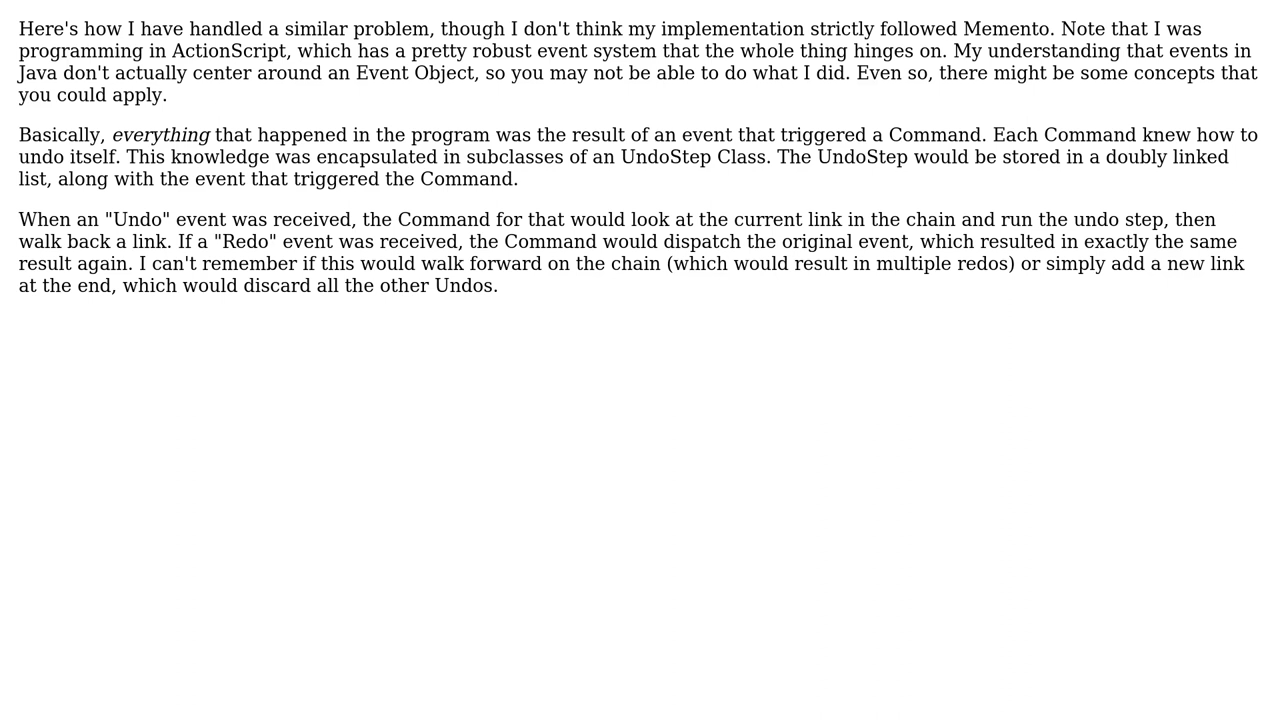 Here's how I have handled a similar problem, though I don't think my implementation strictly followed Memento. Note that I was
programming in ActionScript, which has a pretty robust event system that the whole thing hinges on. My understanding that events in
Java don't actually center around an Event Object, so you may not be able to do what I did. Even so, there might be some concepts that
you could apply.
Basically, everything that happened in the program was the result of an event that triggered a Command. Each Command knew how to
undo itself. This knowledge was encapsulated in subclasses of an UndoStep Class. The UndoStep would be stored in a doubly linked
list, along with the event that triggered the Command.
When an "Undo" event was received, the Command for that would look at the current link in the chain and run the undo step, then
walk back a link. If a "Redo" event was received, the Command would dispatch the original event, which resulted in exactly the same
result again. I can't remember if this would walk forward on the chain (which would result in multiple redos) or simply add a new link
at the end, which would discard all the other Undos.